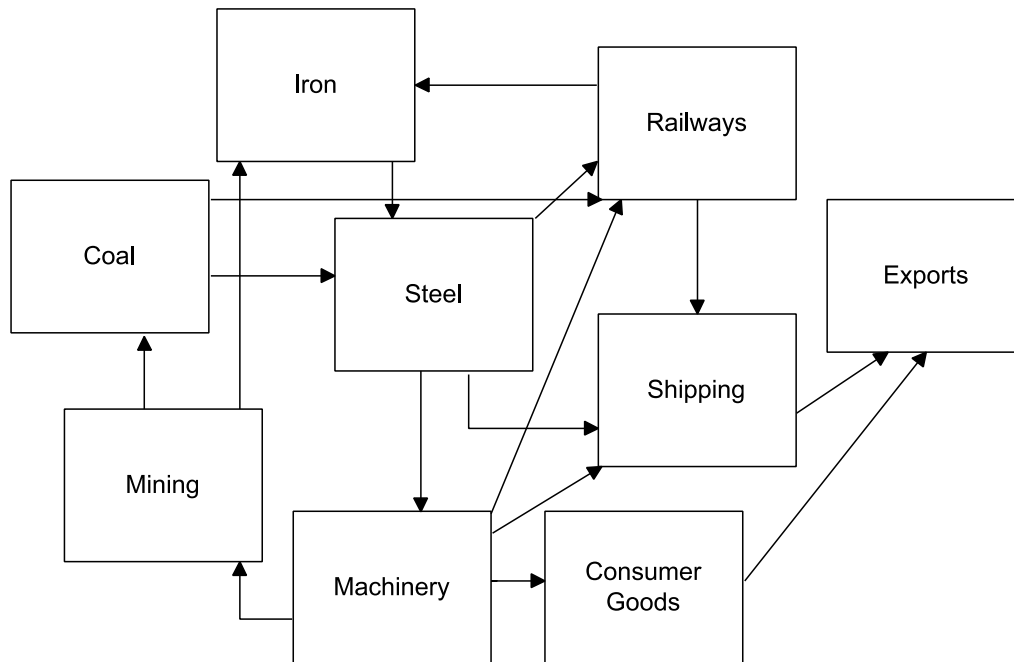 Iron
Railways
Coal
Steel
Exports
Shipping
Mining
Machinery
Consumer
Goods